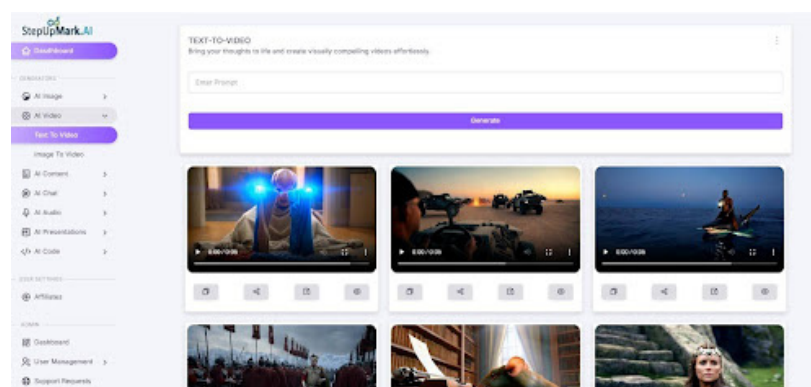 StepUpMark.AI
Dashboard
GENERATORS
AI Image
AI Video
Text To Video
Image To Video
AI Content
AI Chat
AI Audio
AI Presentations
AI Code
USER SETTINGS
Affiliates
ADMIN
Dashboard
User Management
Support Requests
TEXT-TO-VIDEO
Bring your thoughts to life and create visually compelling videos effortlessly.
Enter Prompt
Generate
0:00/0:06
0:00/0:06
0:00/0:06